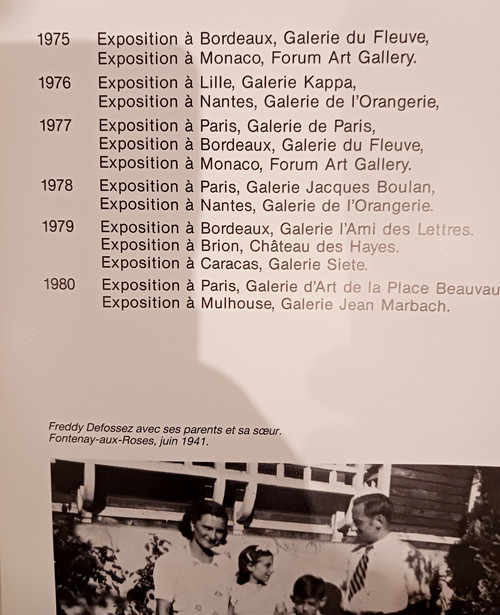 1975 Exposition à Bordeaux, Galerie du Fleuve,
Exposition à Monaco, Forum Art Gallery.
1976 Exposition à Lille, Galerie Kappa,
Exposition à Nantes, Galerie de l'Orangerie,
1977 Exposition à Paris, Galerie de Paris,
Exposition à Bordeaux, Galerie du Fleuve,
Exposition à Monaco, Forum Art Gallery.
1978 Exposition à Paris, Galerie Jacques Boulan,
Exposition à Nantes, Galerie de l'Orangerie.
1979 Exposition à Bordeaux, Galerie l'Ami des Lettres.
Exposition à Brion, Château des Hayes.
Exposition à Caracas, Galerie Siete.
1980 Exposition à Paris, Galerie d'Art de la Place Beauvau
Exposition à Mulhouse, Galerie Jean Marbach.
Freddy Defossez avec ses parents et sa sœur.
Fontenay-aux-Roses, juin 1941.